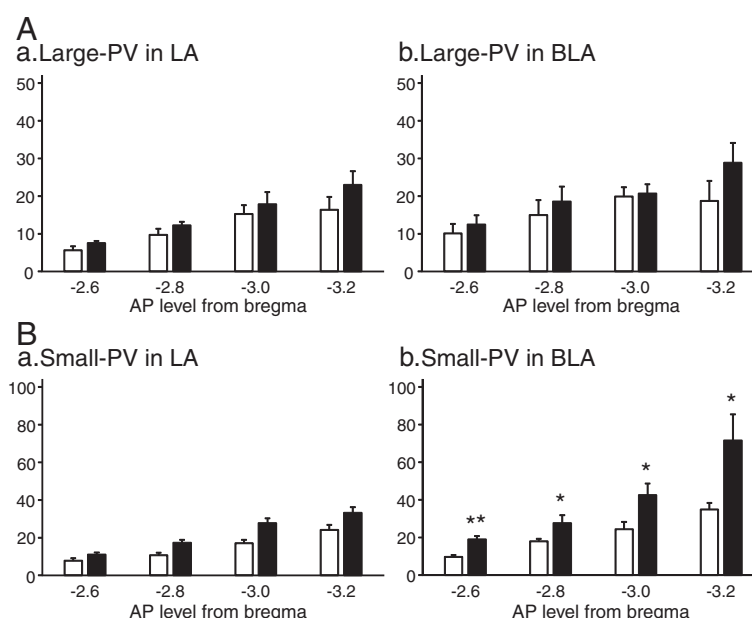 A
a.Large-PV in LA
b.Large-PV in BLA
50
40
30
20
10
0
-2.6 -2.8 -3.0 -3.2
AP level from bregma
50
40
30
20
10
0
-2.6 -2.8 -3.0 -3.2
AP level from bregma
B
a.Small-PV in LA
b.Small-PV in BLA
100
80
60
40
20
0
-2.6 -2.8 -3.0 -3.2
AP level from bregma
100
80
60
40
20
0
** * * *
-2.6 -2.8 -3.0 -3.2
AP level from bregma